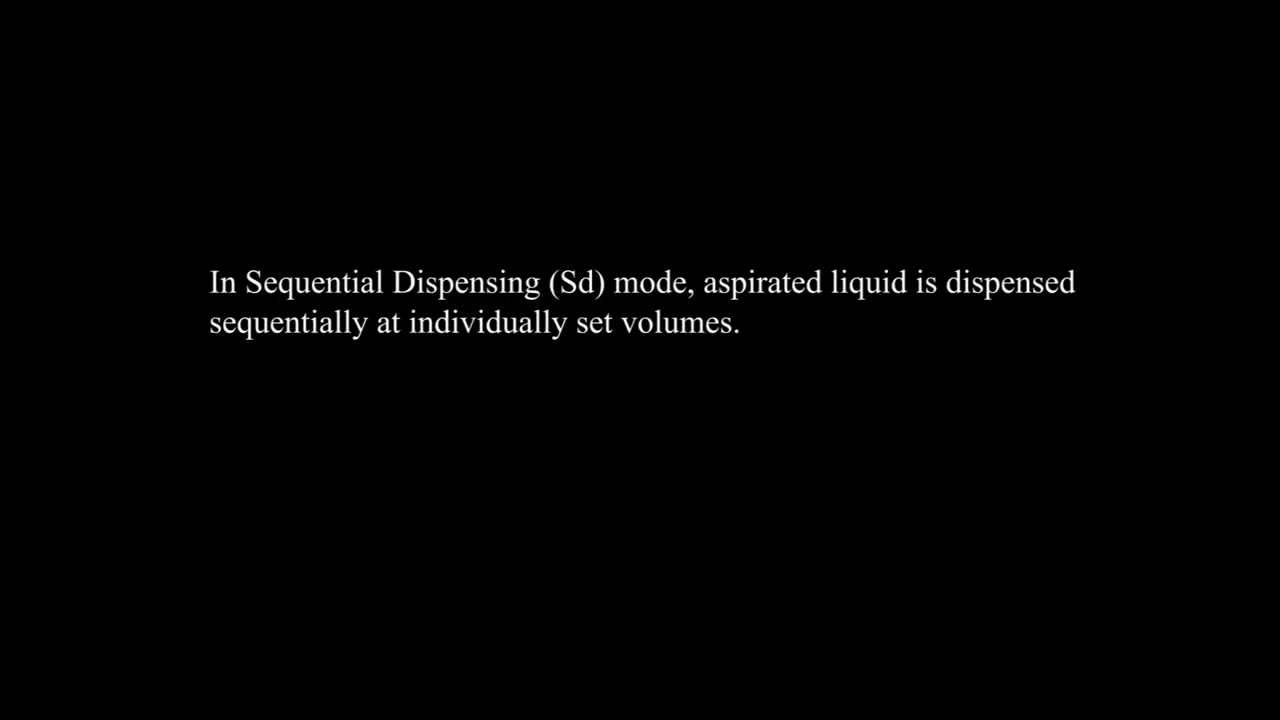 In Sequential Dispensing (Sd) mode, aspirated liquid is dispensed
sequentially at individually set volumes.